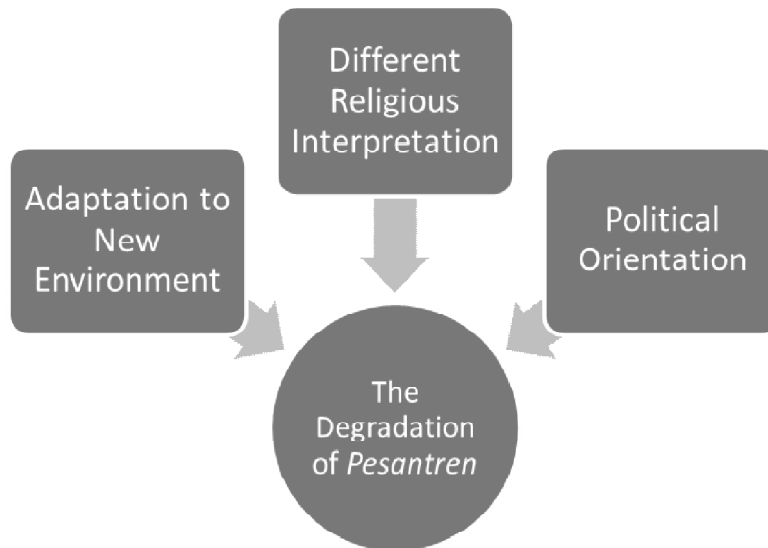 Different
Religious
Interpretation
Adaptation to
New
Environment
Political
Orientation
The
Degradation
of Pesantren